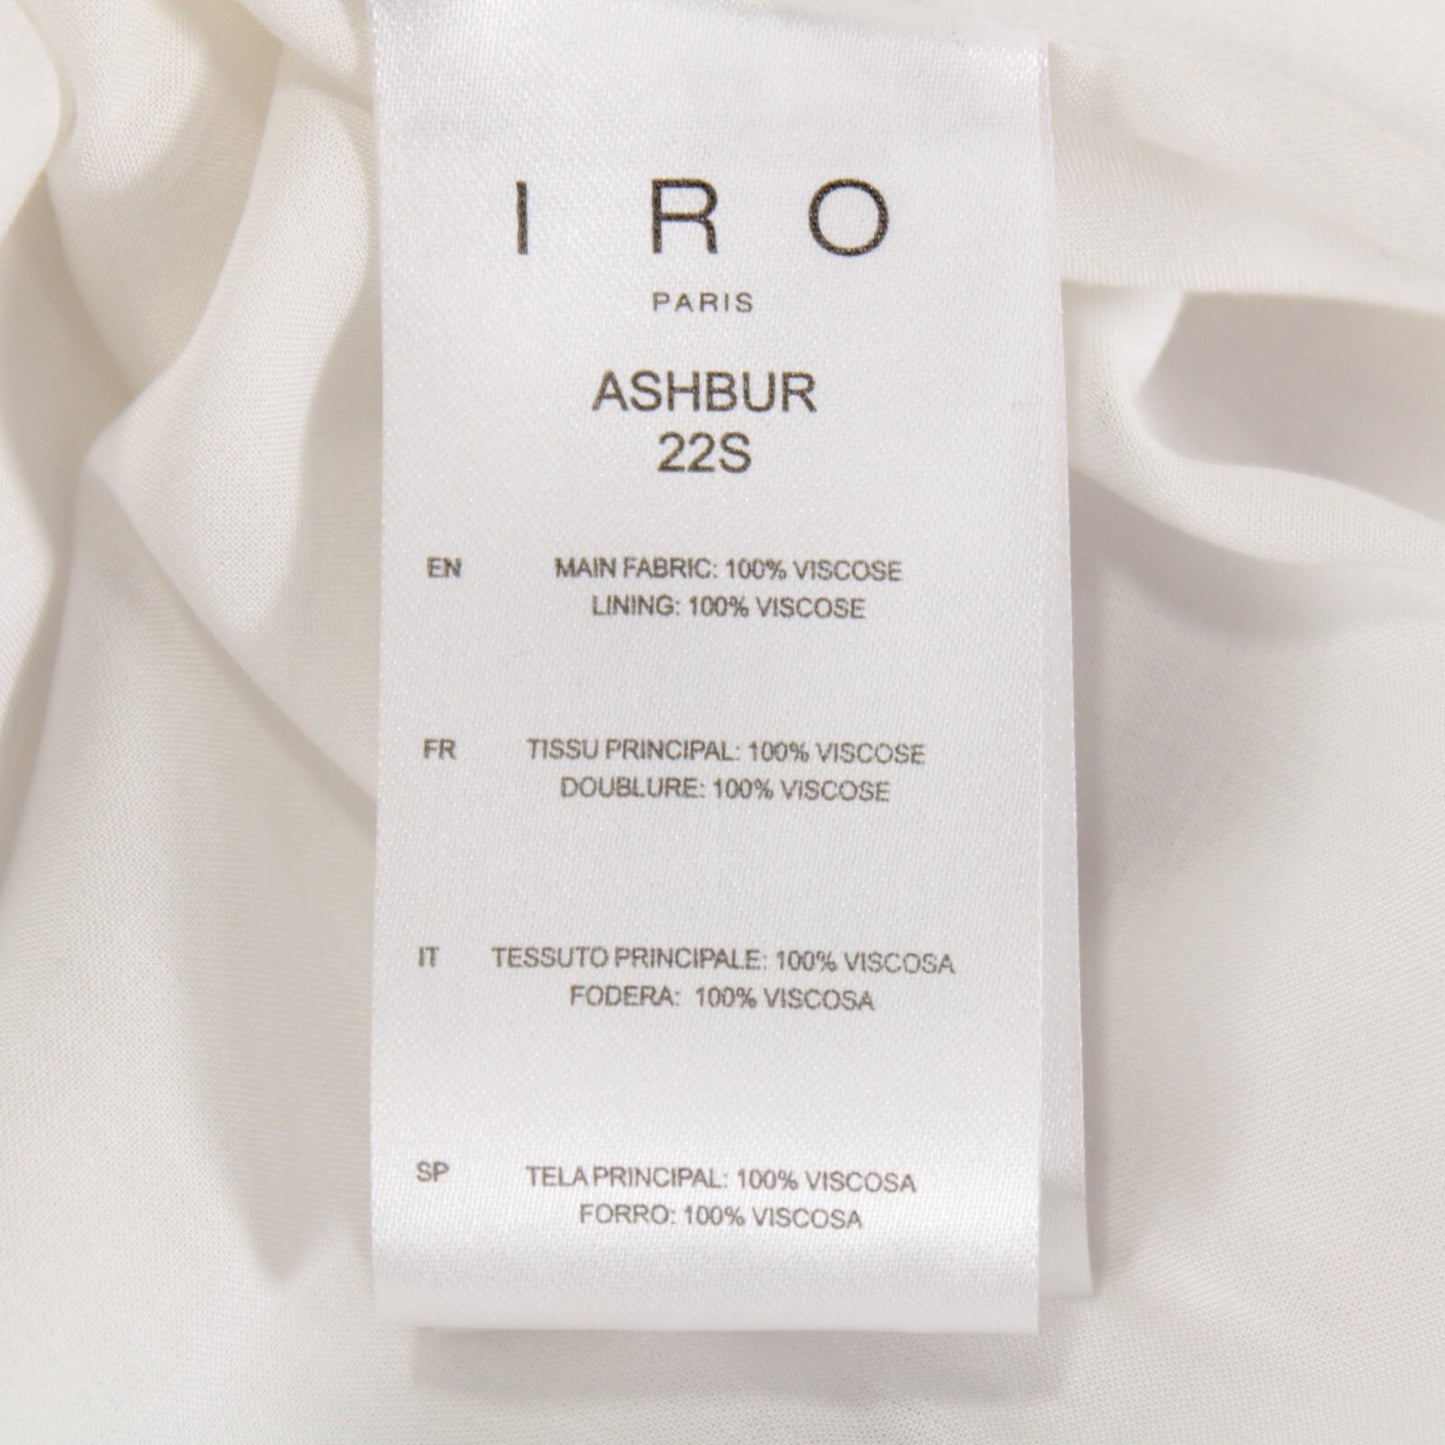 IRO
PARIS
ASHBUR
22S
EN MAIN FABRIC: 100% VISCOSE
LINING: 100% VISCOSE
FR TISSU PRINCIPAL: 100% VISCOSE
DOUBLURE: 100% VISCOSE
IT TESSUTO PRINCIPALE: 100% VISCOSA
FODERA: 100% VISCOSA
SP TELA PRINCIPAL: 100% VISCOSA
FORRO: 100% VISCOSA